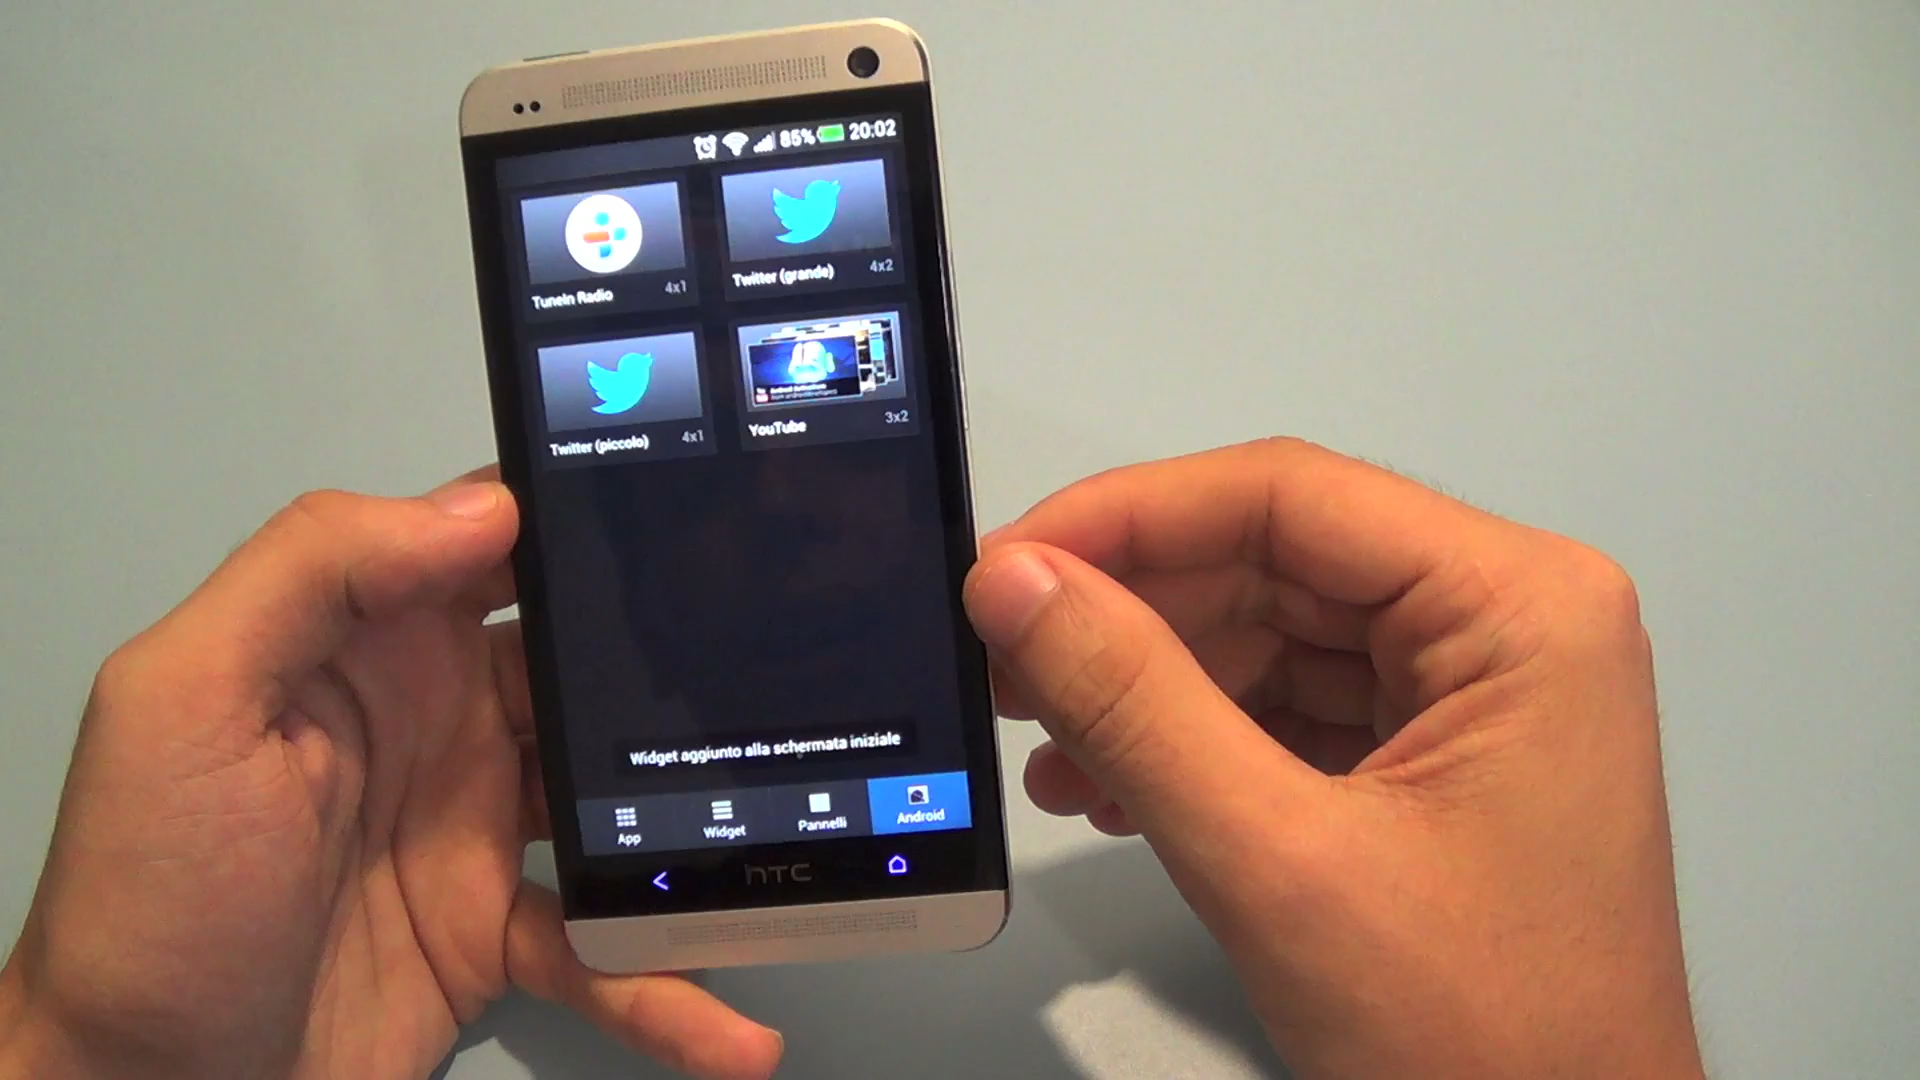 85% 20:02
TuneIn Radio 4x1
Twitter (grande) 4x2
Twitter (piccolo) 4x1
YouTube 3x2
Widget aggiunto alla schermata iniziale
App
Widget
Pannelli
Android
hTC